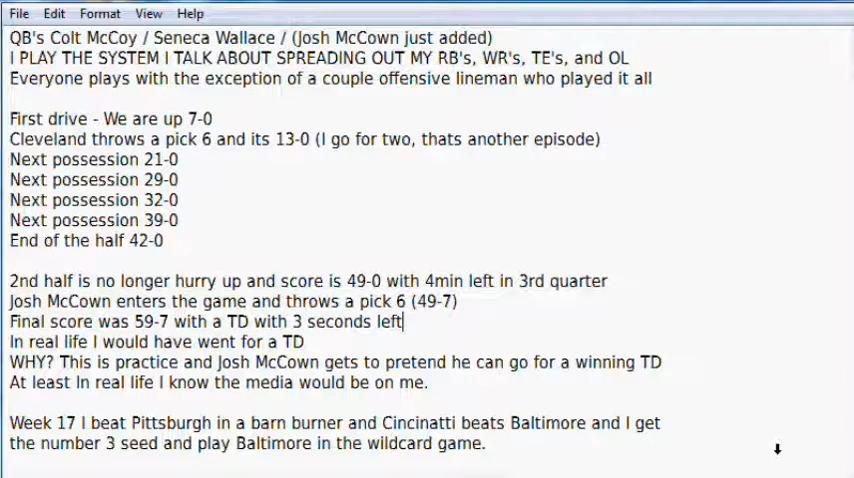 File Edit Format View Help
QB's Colt McCoy / Seneca Wallace / (Josh McCown just added)
I PLAY THE SYSTEM I TALK ABOUT SPREADING OUT MY RB's, WR's, TE's, and OL
Everyone plays with the exception of a couple offensive lineman who played it all
First drive - We are up 7-0
Cleveland throws a pick 6 and its 13-0 (I go for two, thats another episode)
Next possession 21-0
Next possession 29-0
Next possession 32-0
Next possession 39-0
End of the half 42-0
2nd half is no longer hurry up and score is 49-0 with 4min left in 3rd quarter
Josh McCown enters the game and throws a pick 6 (49-7)
Final score was 59-7 with a TD with 3 seconds left
In real life I would have went for a TD
WHY? This is practice and Josh McCown gets to pretend he can go for a winning TD
At least In real life I know the media would be on me.
Week 17 I beat Pittsburgh in a barn burner and Cincinatti beats Baltimore and I get
the number 3 seed and play Baltimore in the wildcard game.